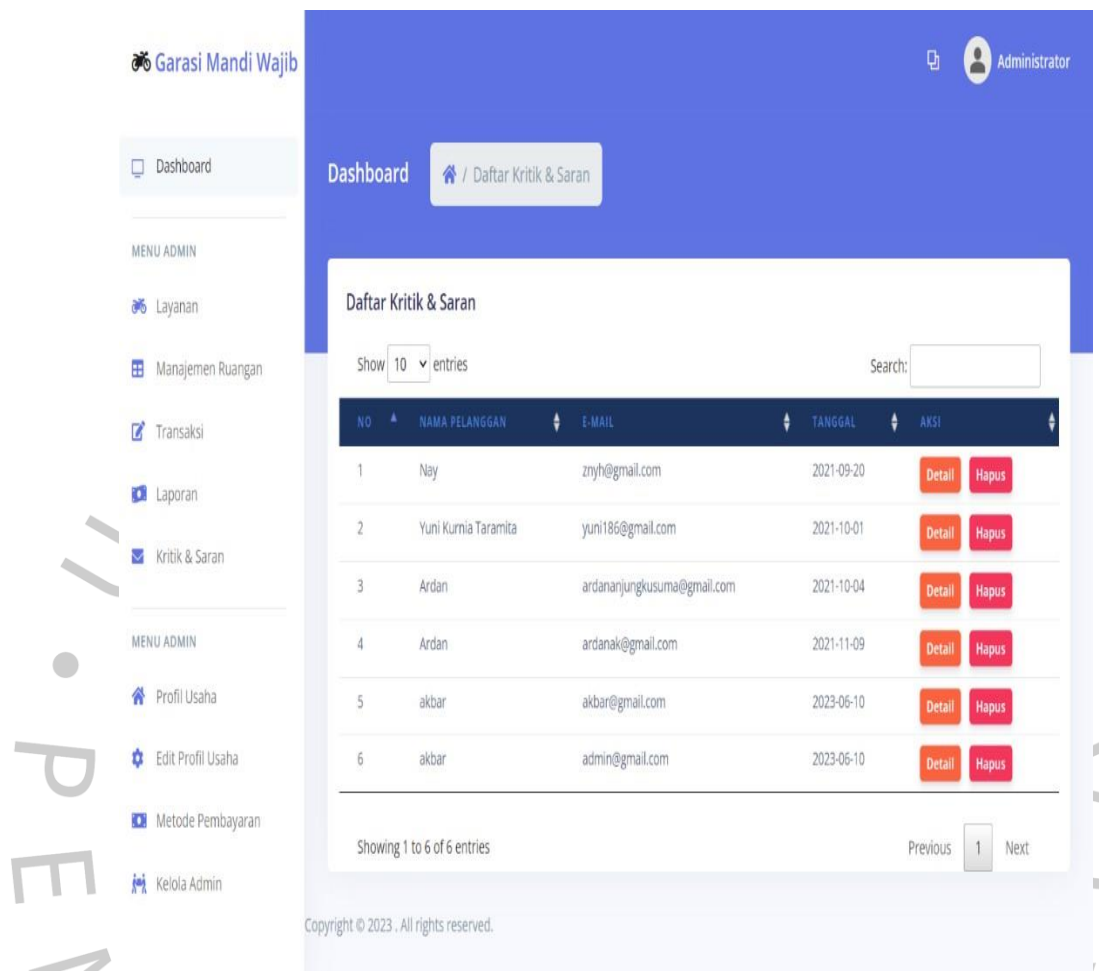 Garasi Mandi Wajib
Administrator
Dashboard
MENU ADMIN
Layanan
Manajemen Ruangan
Transaksi
Laporan
Kritik & Saran
MENU ADMIN
Profil Usaha
Edit Profil Usaha
Metode Pembayaran
Kelola Admin
Dashboard / Daftar Kritik & Saran
Daftar Kritik & Saran
Show 10 entries Search:
NO NAMA PELANGGAN E-MAIL TANGGAL AKSI
1 Nay znyh@gmail.com 2021-09-20 Detail Hapus
2 Yuni Kurnia Taramita yuni186@gmail.com 2021-10-01 Detail Hapus
3 Ardan ardananjungkusuma@gmail.com 2021-10-04 Detail Hapus
4 Ardan ardanak@gmail.com 2021-11-09 Detail Hapus
5 akbar akbar@gmail.com 2023-06-10 Detail Hapus
6 akbar admin@gmail.com 2023-06-10 Detail Hapus
Showing 1 to 6 of 6 entries Previous 1 Next
Copyright © 2023 . All rights reserved.